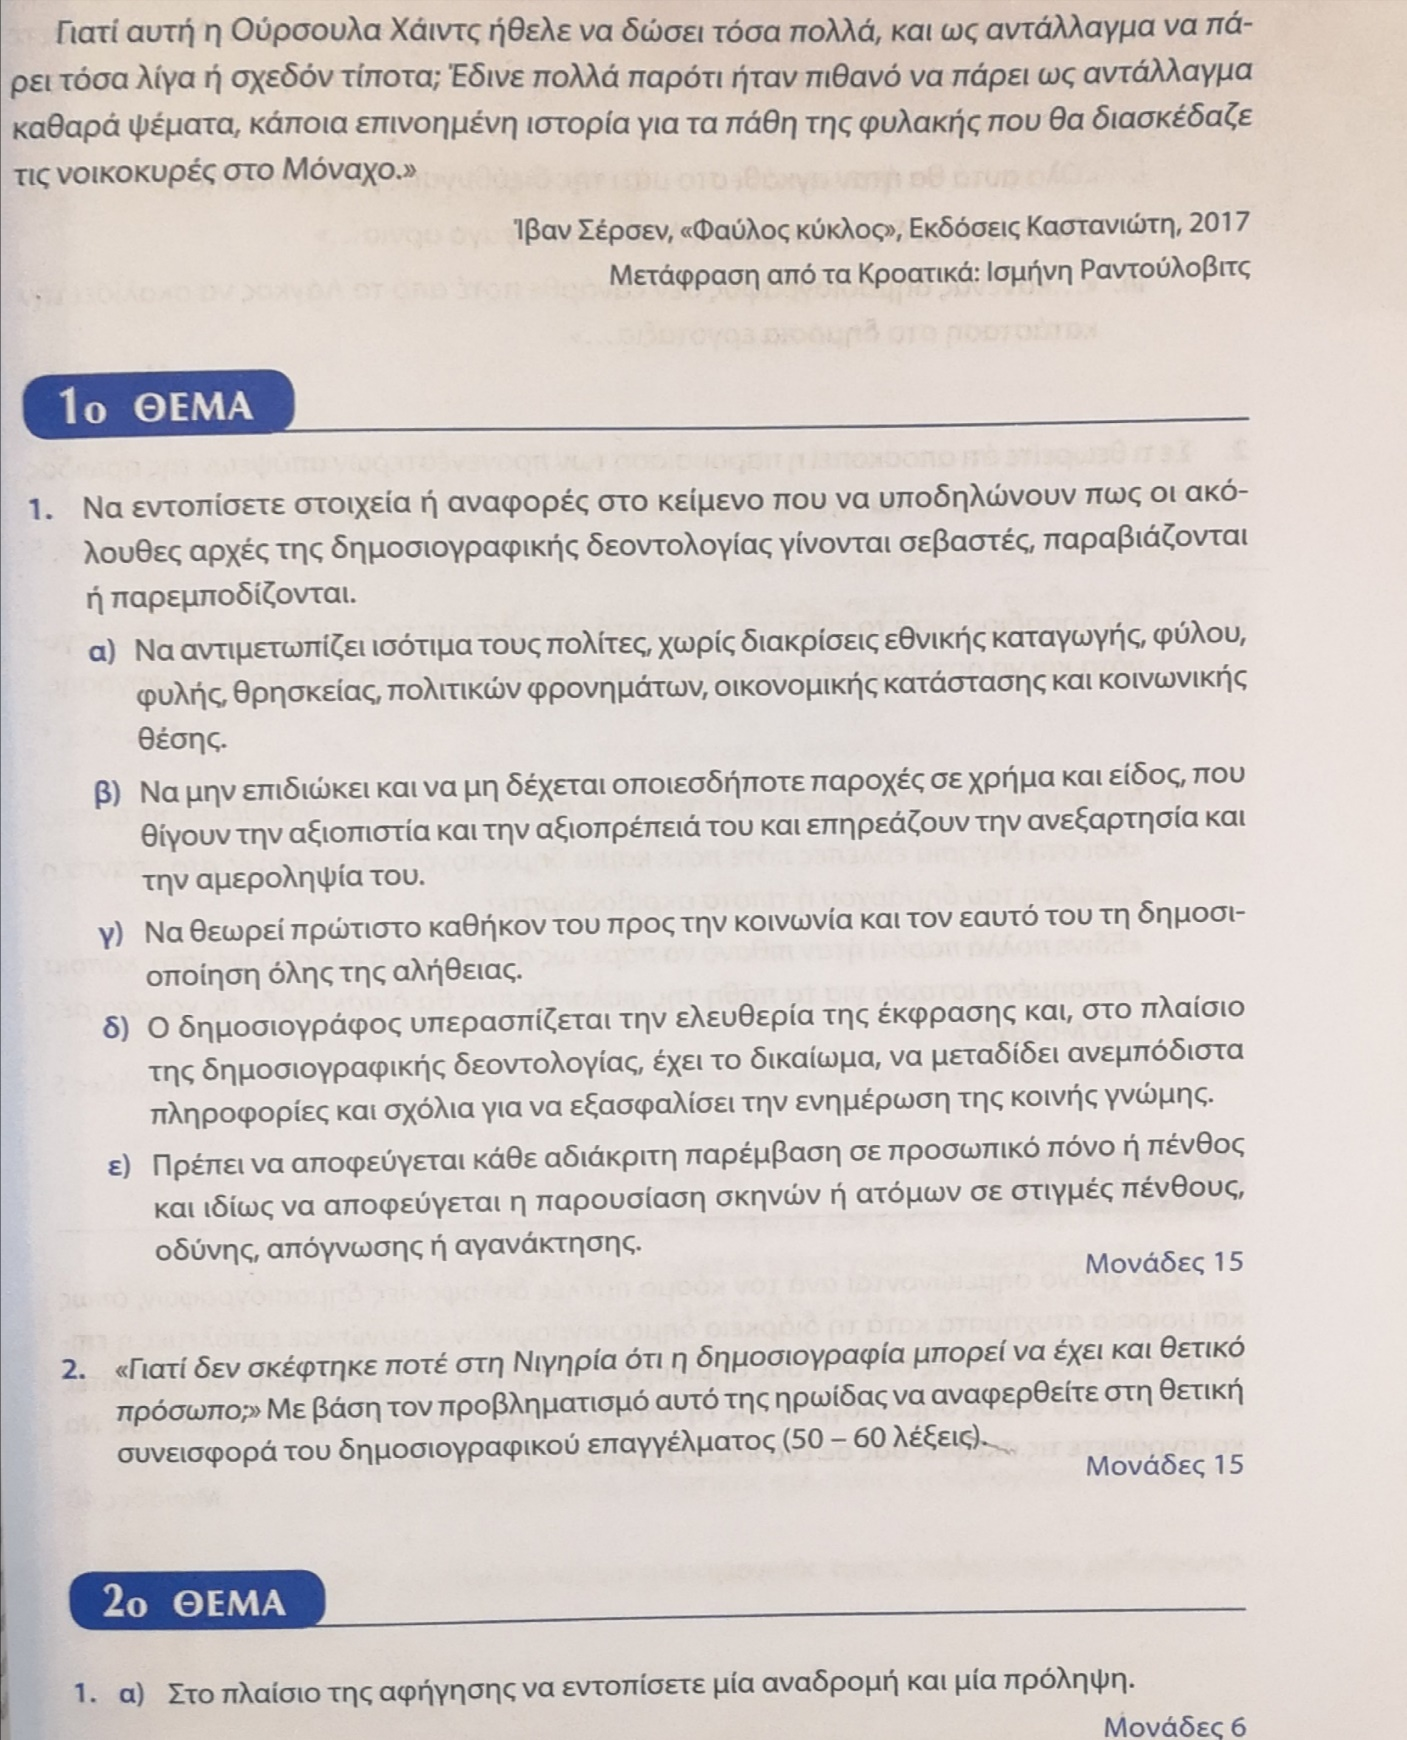 Γιατί αυτή η Ούρσουλα Χάιντς ήθελε να δώσει τόσα πολλά, και ως αντάλλαγμα να πά-
ρει τόσα λίγα ή σχεδόν τίποτα; Έδινε πολλά παρότι ήταν πιθανό να πάρει ως αντάλλαγμα
καθαρά ψέματα, κάποια επινοημένη ιστορία για τα πάθη της φυλακής που θα διασκέδαζε
τις νοικοκυρές στο Μόναχο.»
Ίβαν Σέρσεν, «Φαύλος κύκλος», Εκδόσεις Καστανιώτη, 2017
Μετάφραση από τα Κροατικά: Ισμήνη Ραντούλοβιτς
1ο ΘΕΜΑ
1. Να εντοπίσετε στοιχεία ή αναφορές στο κείμενο που να υποδηλώνουν πως οι ακό-
λουθες αρχές της δημοσιογραφικής δεοντολογίας γίνονται σεβαστές, παραβιάζονται
ή παρεμποδίζονται.
α) Να αντιμετωπίζει ισότιμα τους πολίτες, χωρίς διακρίσεις εθνικής καταγωγής, φύλου,
φυλής, θρησκείας, πολιτικών φρονημάτων, οικονομικής κατάστασης και κοινωνικής
θέσης.
β) Να μην επιδιώκει και να μη δέχεται οποιεσδήποτε παροχές σε χρήμα και είδος, που
θίγουν την αξιοπιστία και την αξιοπρέπειά του και επηρεάζουν την ανεξαρτησία και
την αμεροληψία του.
γ) Να θεωρεί πρώτιστο καθήκον του προς την κοινωνία και τον εαυτό του τη δημοσι-
οποίηση όλης της αλήθειας.
δ) Ο δημοσιογράφος υπερασπίζεται την ελευθερία της έκφρασης και, στο πλαίσιο
της δημοσιογραφικής δεοντολογίας, έχει το δικαίωμα, να μεταδίδει ανεμπόδιστα
πληροφορίες και σχόλια για να εξασφαλίσει την ενημέρωση της κοινής γνώμης.
ε) Πρέπει να αποφεύγεται κάθε αδιάκριτη παρέμβαση σε προσωπικό πόνο ή πένθος
και ιδίως να αποφεύγεται η παρουσίαση σκηνών ή ατόμων σε στιγμές πένθους,
οδύνης, απόγνωσης ή αγανάκτησης.
Μονάδες 15
2. «Γιατί δεν σκέφτηκε ποτέ στη Νιγηρία ότι η δημοσιογραφία μπορεί να έχει και θετικό
πρόσωπο;» Με βάση τον προβληματισμό αυτό της ηρωίδας να αναφερθείτε στη θετική
συνεισφορά του δημοσιογραφικού επαγγέλματος (50 – 60 λέξεις).
Μονάδες 15
2ο ΘΕΜΑ
1. α) Στο πλαίσιο της αφήγησης να εντοπίσετε μία αναδρομή και μία πρόληψη.
Μονάδες 6